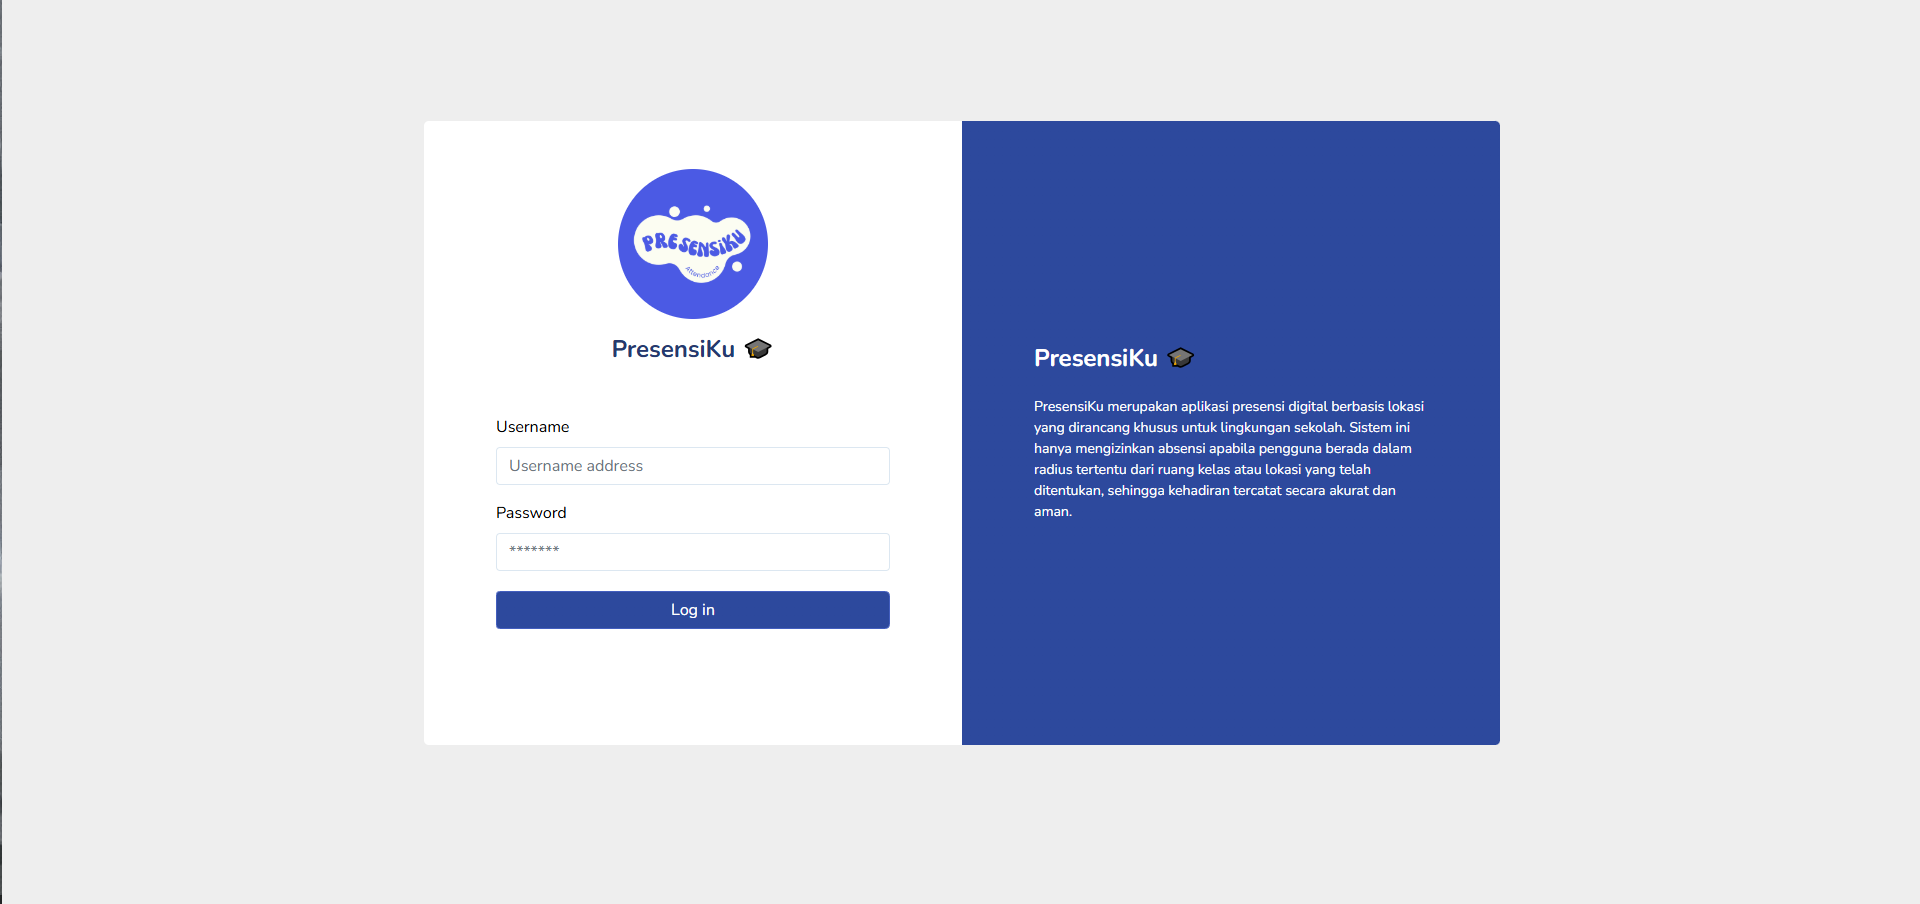 PRESENSiKU
Attendance
PresensiKu 🎓
Username
Username address
Password
*******
Log in
PresensiKu 🎓
PresensiKu merupakan aplikasi presensi digital berbasis lokasi
yang dirancang khusus untuk lingkungan sekolah. Sistem ini
hanya mengizinkan absensi apabila pengguna berada dalam
radius tertentu dari ruang kelas atau lokasi yang telah
ditentukan, sehingga kehadiran tercatat secara akurat dan
aman.